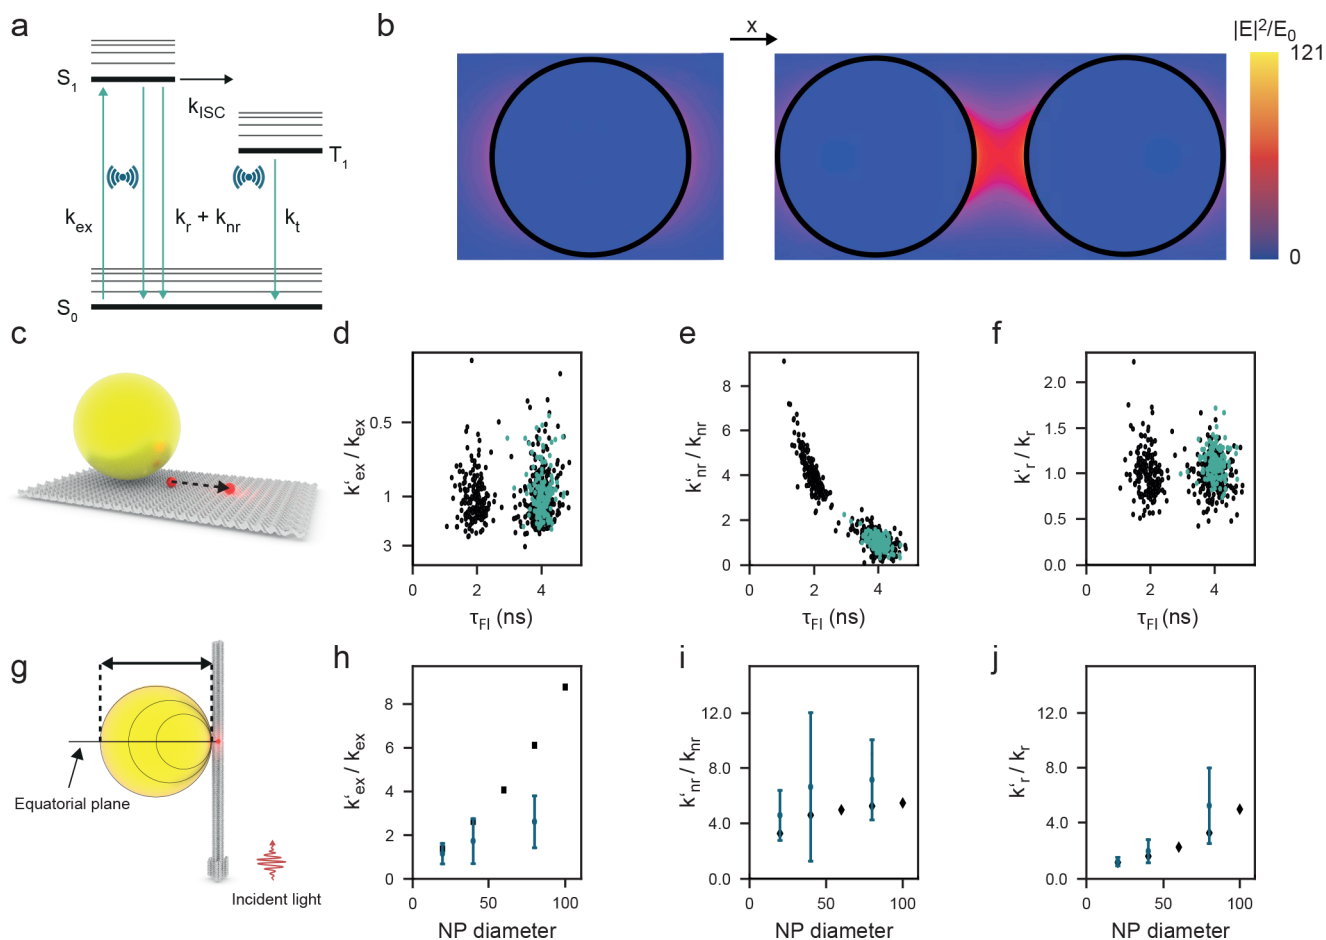 a
S1
kISC
T1
kex
kr + knr
kt
S0
b
x
|E|²/E0
121
0
c
d
k'ex / kex
0.5
1
3
0
2
4
τFl (ns)
e
k'nr / knr
8
6
4
2
0
0
2
4
τFl (ns)
f
k'r / kr
2.0
1.5
1.0
0.5
0.0
0
2
4
τFl (ns)
g
Equatorial plane
Incident light
h
k'ex / kex
8
6
4
2
0
0
50
100
NP diameter
i
k'nr / knr
12.0
8.0
4.0
0.0
0
50
100
NP diameter
j
k'r / kr
12.0
8.0
4.0
0.0
0
50
100
NP diameter